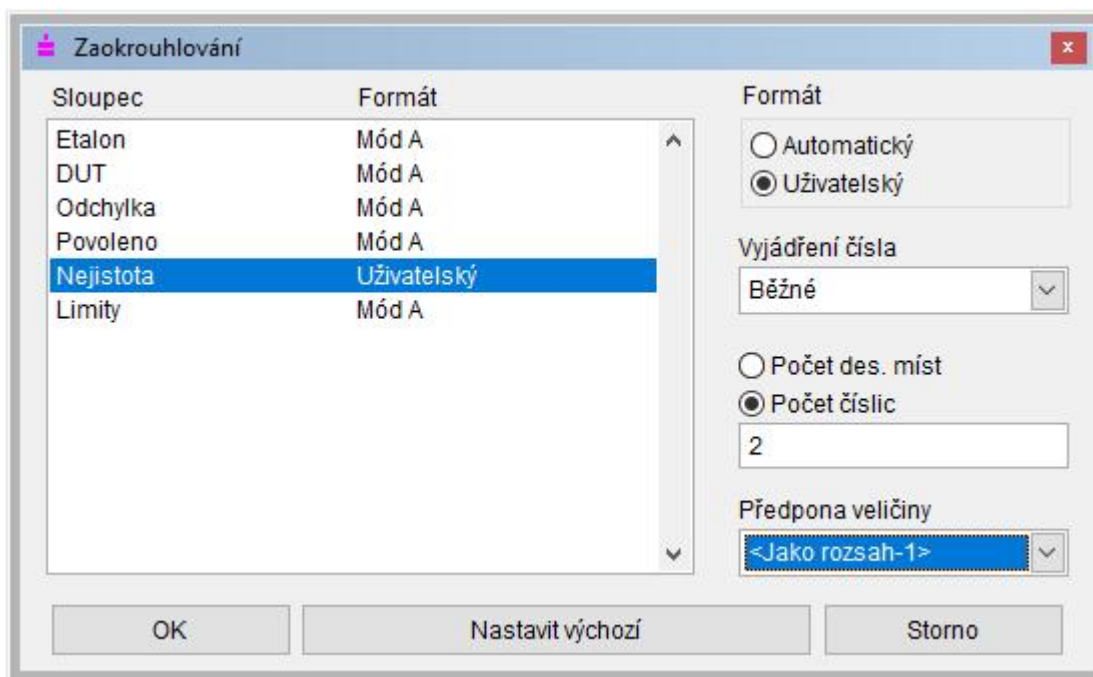 Zaokrouhlování
Sloupec Formát
Etalon Mód A
DUT Mód A
Odchylka Mód A
Povoleno Mód A
Nejistota Uživatelský
Limity Mód A
Formát
Automatický
Uživatelský
Vyjádření čísla
Běžné
Počet des. míst
Počet číslic
2
Předpona veličiny
<Jako rozsah-1>
OK Nastavit výchozí Storno